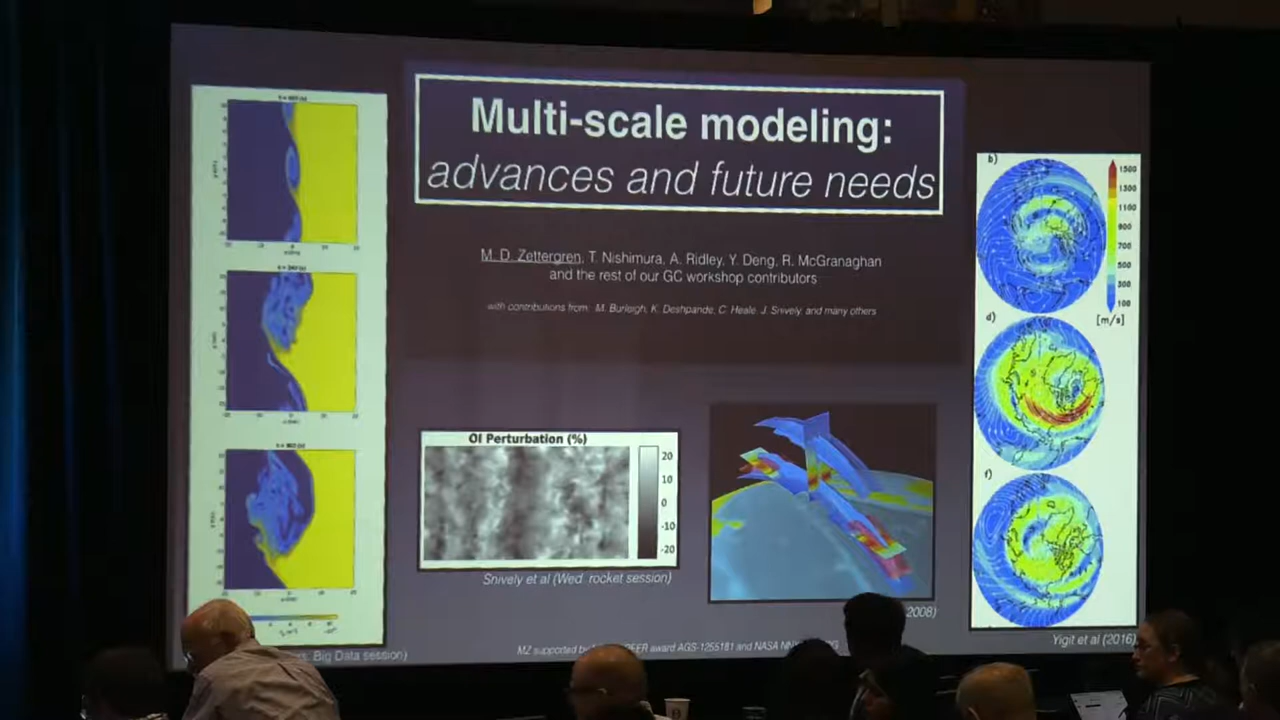 Multi-scale modeling:
advances and future needs
M. D. Zettergren, T. Nishimura, A. Ridley, Y. Deng, R. McGranaghan
and the rest of our GC workshop contributors
with contributions from: M. Burleigh, K. Deshpande, C. Heale, J. Snively, and many others
OI Perturbation (%)
20
10
0
-10
-20
Snively et al (Wed. rocket session)
2008)
b)
1500
1300
1100
900
700
500
300
100
[m/s]
d)
f)
Yigit et al (2016)
Big Data session)
MZ supported by
award AGS-1255181 and NASA